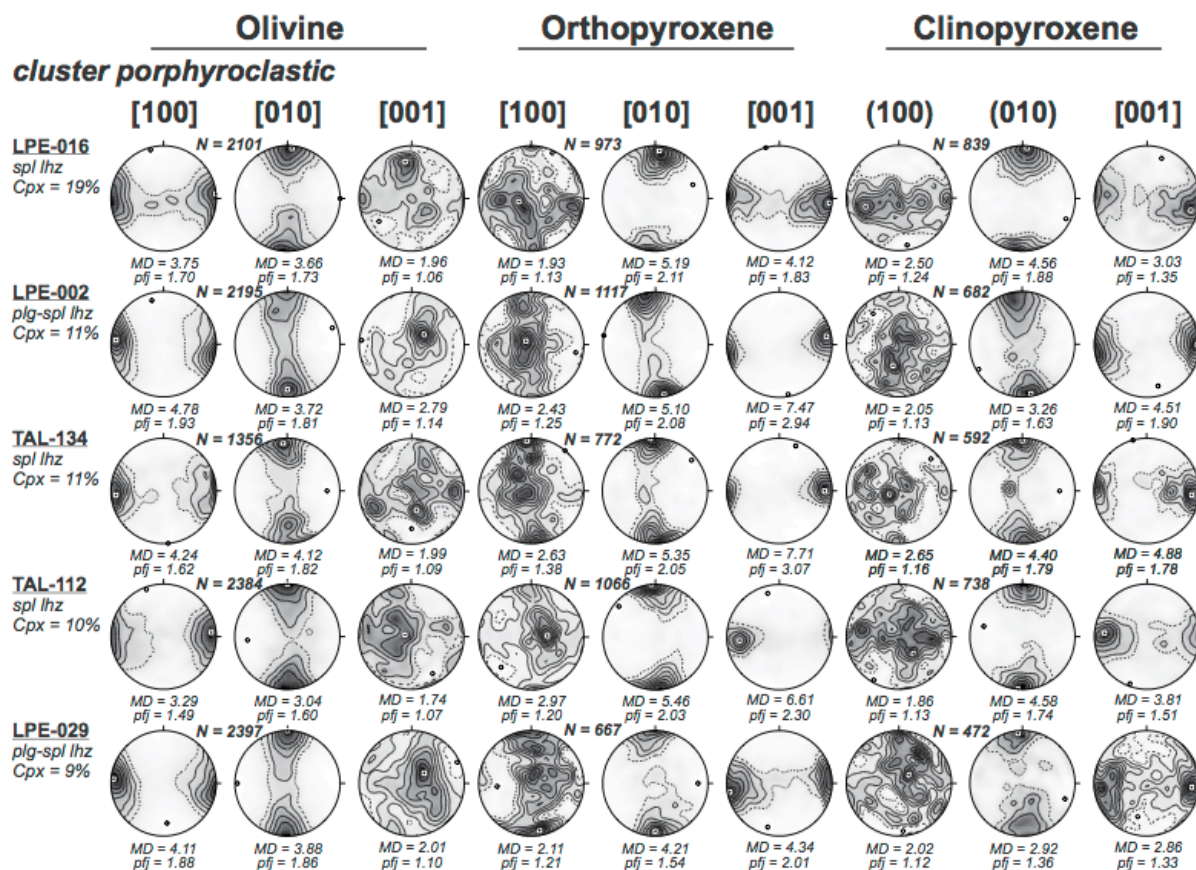 Olivine Orthopyroxene Clinopyroxene
cluster porphyroclastic
[100] [010] [001] [100] [010] [001] (100) (010) [001]
LPE-016 N = 2101 N = 973 N = 839
spl lhz
Cpx = 19%
MD = 3.75 MD = 3.66 MD = 1.96 MD = 1.93 MD = 5.19 MD = 4.12 MD = 2.50 MD = 4.56 MD = 3.03
pfj = 1.70 pfj = 1.73 pfj = 1.06 pfj = 1.13 pfj = 2.11 pfj = 1.83 pfj = 1.24 pfj = 1.88 pfj = 1.35
LPE-002 N = 2195 N = 1117 N = 682
plg-spl lhz
Cpx = 11%
MD = 4.78 MD = 3.72 MD = 2.79 MD = 2.43 MD = 5.10 MD = 7.47 MD = 2.05 MD = 3.26 MD = 4.51
pfj = 1.93 pfj = 1.81 pfj = 1.14 pfj = 1.25 pfj = 2.08 pfj = 2.94 pfj = 1.13 pfj = 1.63 pfj = 1.90
TAL-134 N = 1356 N = 772 N = 592
spl lhz
Cpx = 11%
MD = 4.24 MD = 4.12 MD = 1.99 MD = 2.63 MD = 5.35 MD = 7.71 MD = 2.65 MD = 4.40 MD = 4.88
pfj = 1.62 pfj = 1.82 pfj = 1.09 pfj = 1.38 pfj = 2.05 pfj = 3.07 pfj = 1.16 pfj = 1.79 pfj = 1.78
TAL-112 N = 2384 N = 1066 N = 738
spl lhz
Cpx = 10%
MD = 3.29 MD = 3.04 MD = 1.74 MD = 2.97 MD = 5.46 MD = 6.61 MD = 1.86 MD = 4.58 MD = 3.81
pfj = 1.49 pfj = 1.60 pfj = 1.07 pfj = 1.20 pfj = 2.03 pfj = 2.30 pfj = 1.13 pfj = 1.74 pfj = 1.51
LPE-029 N = 2397 N = 667 N = 472
plg-spl lhz
Cpx = 9%
MD = 4.11 MD = 3.88 MD = 2.01 MD = 2.11 MD = 4.21 MD = 4.34 MD = 2.02 MD = 2.92 MD = 2.86
pfj = 1.88 pfj = 1.86 pfj = 1.10 pfj = 1.21 pfj = 1.54 pfj = 2.01 pfj = 1.12 pfj = 1.36 pfj = 1.33